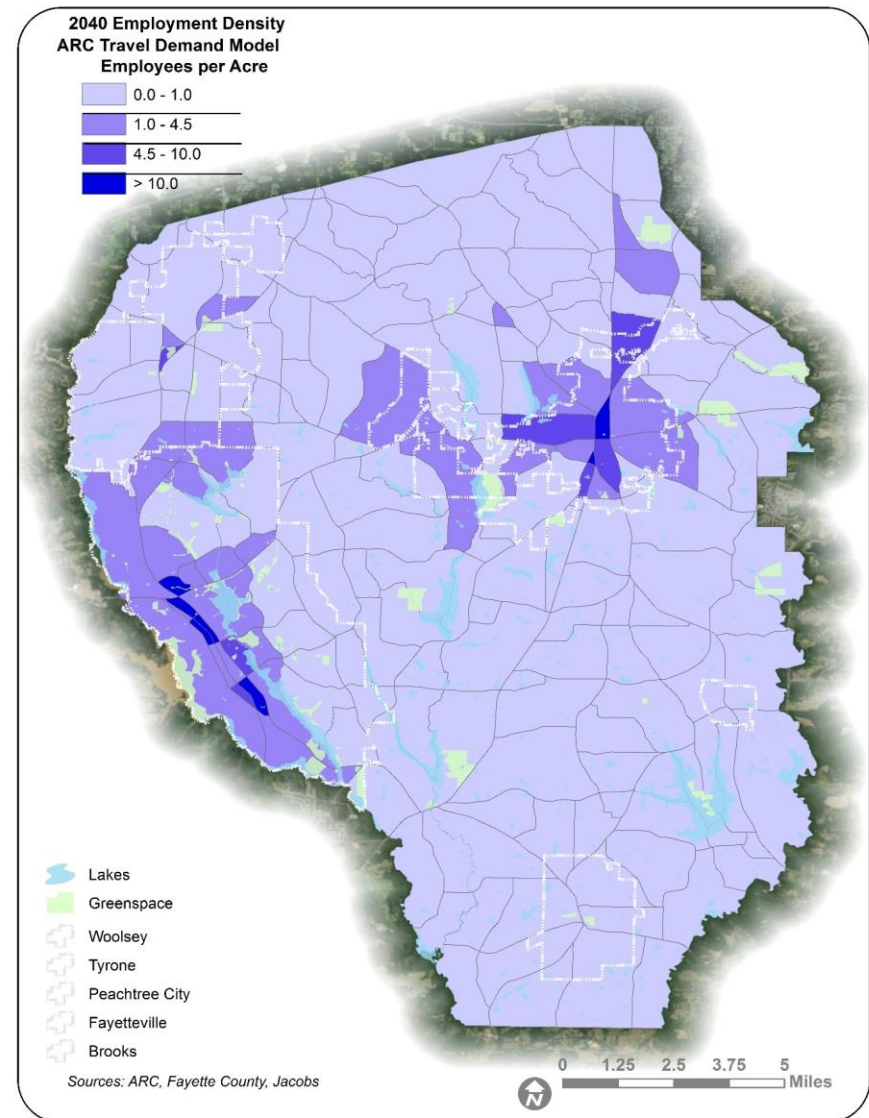 2040 Employment Density
ARC Travel Demand Model
Employees per Acre
0.0 - 1.0
1.0 - 4.5
4.5 - 10.0
> 10.0
Lakes
Greenspace
Woolsey
Tyrone
Peachtree City
Fayetteville
Brooks
Sources: ARC, Fayette County, Jacobs
N
0 1.25 2.5 3.75 5
Miles